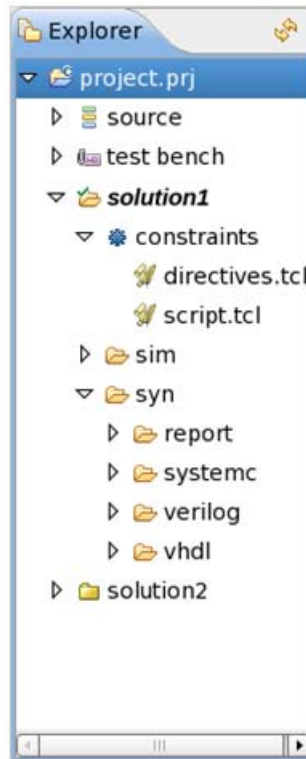 Explorer
project.prj
source
test bench
solution1
constraints
directives.tcl
script.tcl
sim
syn
report
systemc
verilog
vhdl
solution2